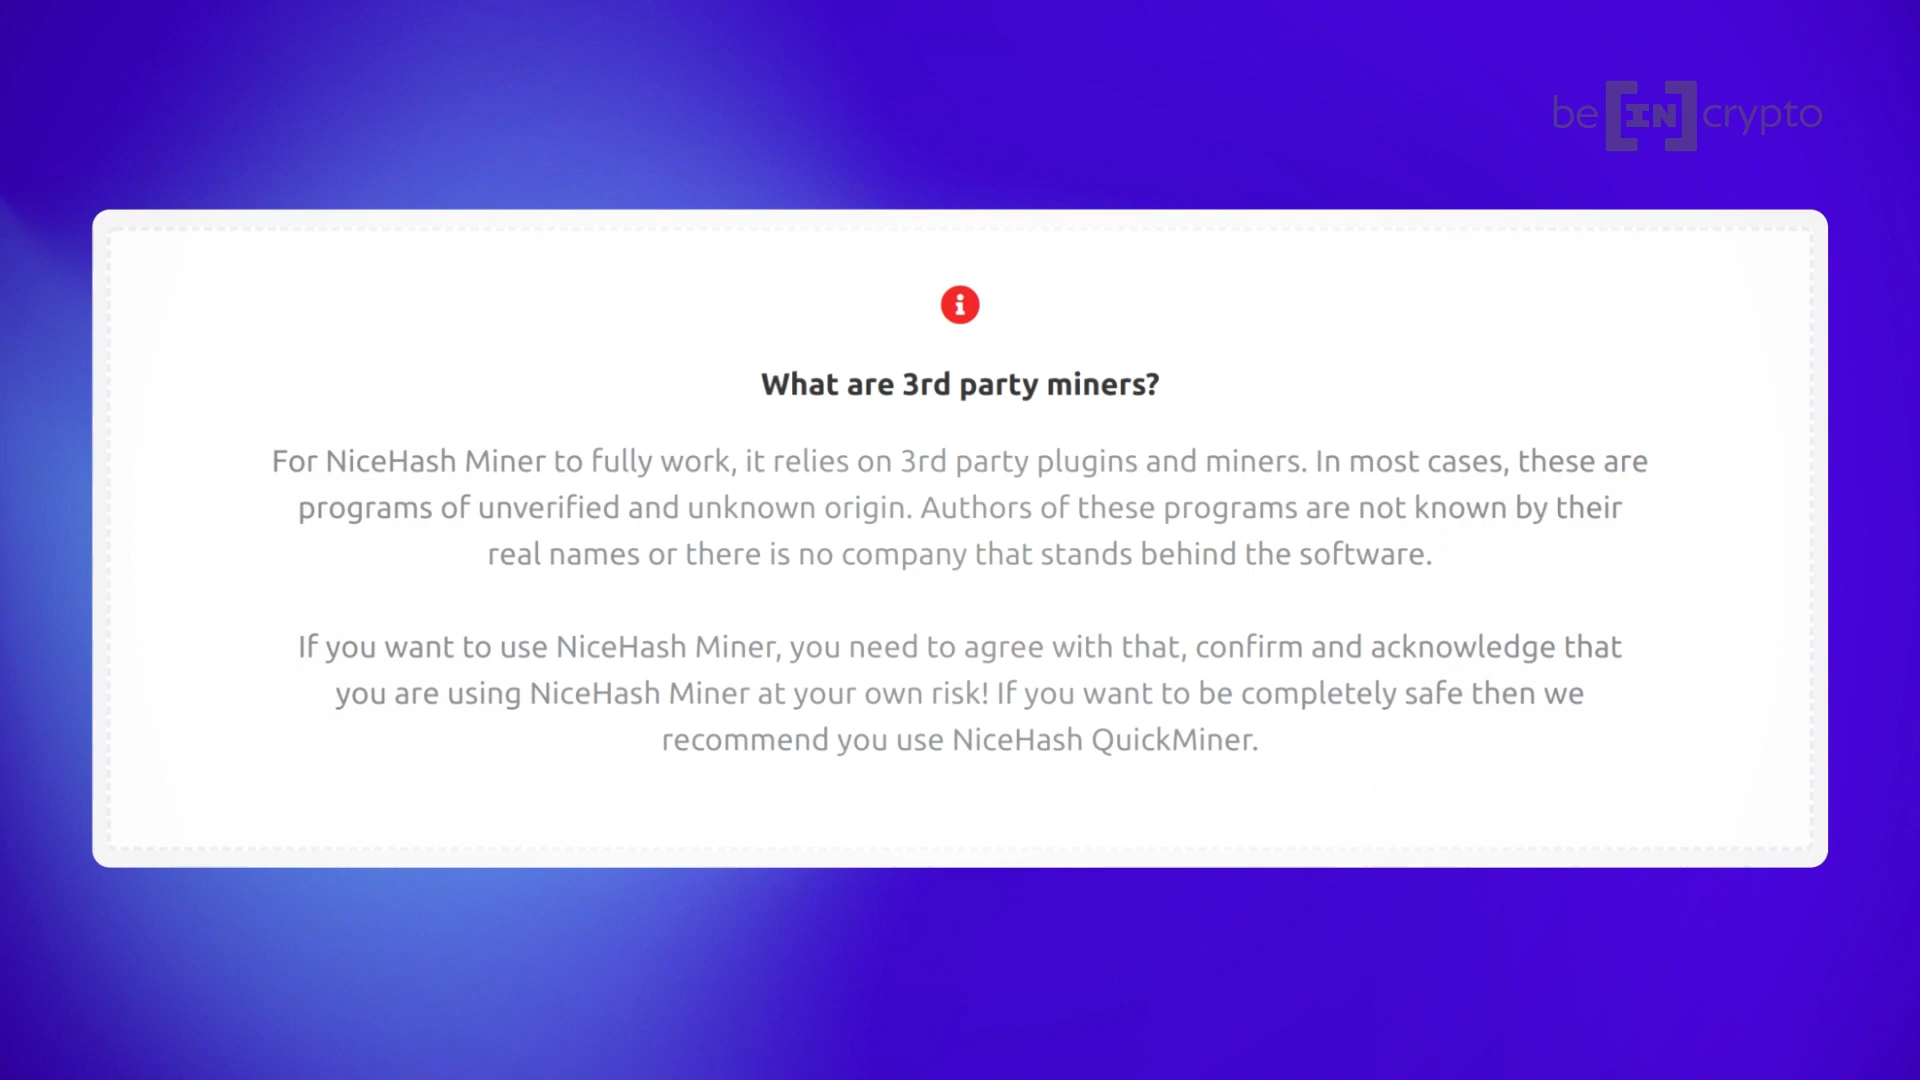 be [IN] crypto
What are 3rd party miners?
For NiceHash Miner to fully work, it relies on 3rd party plugins and miners. In most cases, these are
programs of unverified and unknown origin. Authors of these programs are not known by their
real names or there is no company that stands behind the software.
If you want to use NiceHash Miner, you need to agree with that, confirm and acknowledge that
you are using NiceHash Miner at your own risk! If you want to be completely safe then we
recommend you use NiceHash QuickMiner.